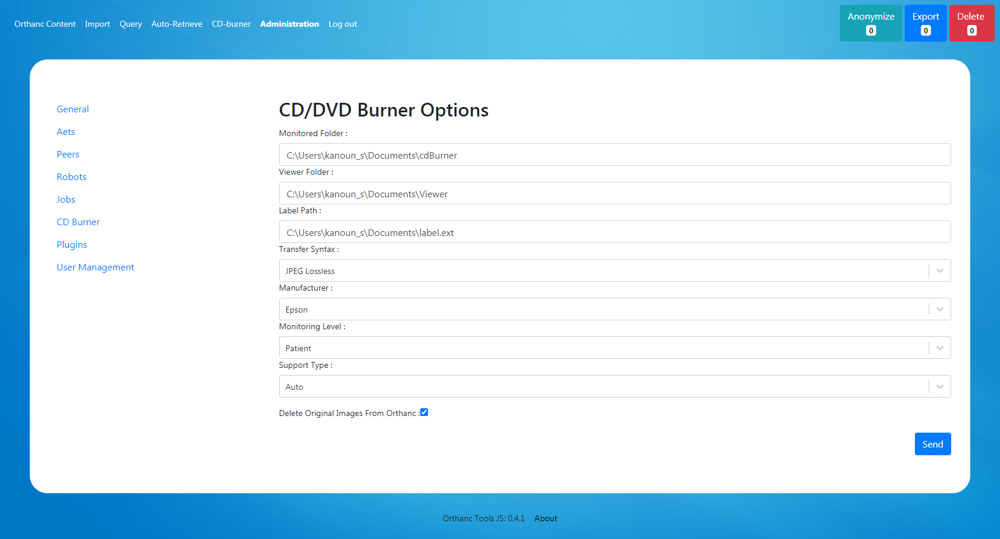 Orthanc Content Import Query Auto-Retrieve CD-burner Administration Log out
Anonymize
0
Export
0
Delete
0
General
Aets
Peers
Robots
Jobs
CD Burner
Plugins
User Management
CD/DVD Burner Options
Monitored Folder :
C:\Users\kanoun_s\Documents\cdBurner
Viewer Folder :
C:\Users\kanoun_s\Documents\Viewer
Label Path :
C:\Users\kanoun_s\Documents\label.ext
Transfer Syntax :
JPEG Lossless
Manufacturer :
Epson
Monitoring Level :
Patient
Support Type :
Auto
Delete Original Images From Orthanc :
Send
Orthanc Tools JS: 0.4.1 About